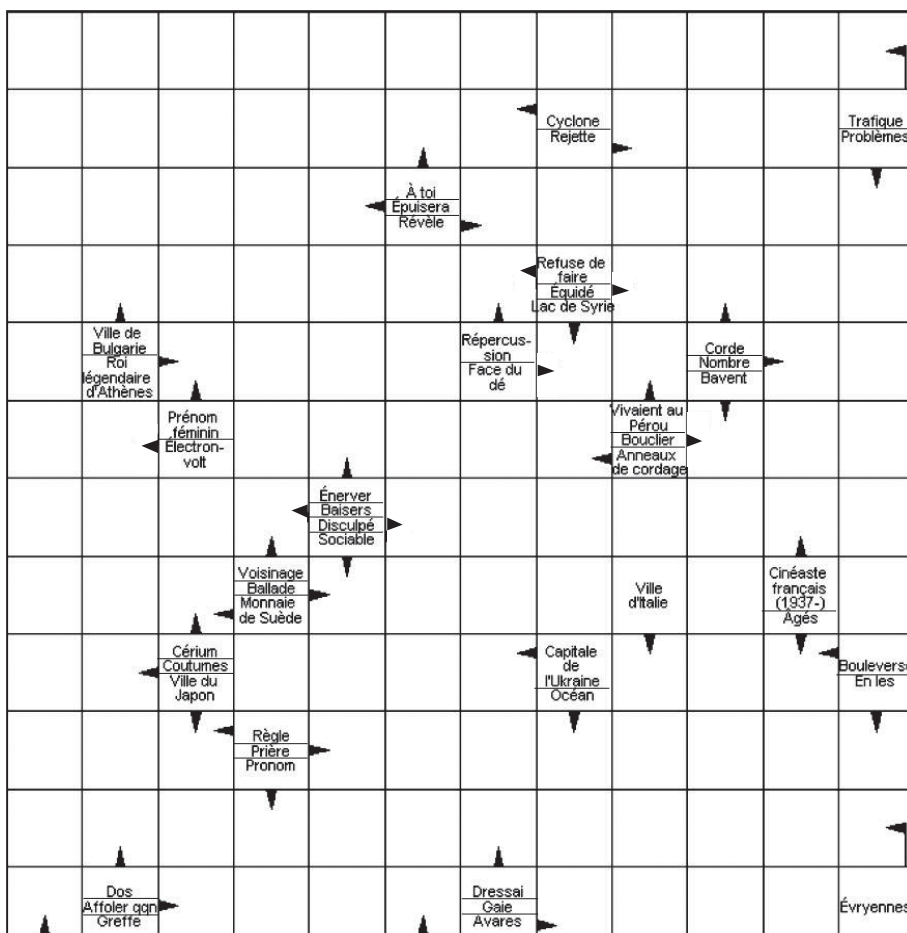 Cyclone
Rejette
Trafique
Problèmes
À toi
Épuisera
Révèle
Refuse de
faire
Équidé
Lac de Syrie
Ville de
Bulgarie
Roi
légendaire
d'Athènes
Répercus-
sion
Face du
dé
Corde
Nombre
Bavent
Prénom
féminin
Électron-
volt
Vivaient au
Pérou
Bouclier
Anneaux
de cordage
Énerver
Baisers
Disculpé
Sociable
Voisinage
Ballade
Monnaie
de Suède
Ville
d'Italie
Cinéaste
français
(1937-)
Âgés
Cérium
Coutumes
Ville du
Japon
Capitale
de
l'Ukraine
Océan
Bouleverse
En les
Règle
Prière
Pronom
Dos
Affoler qqn
Greffe
Dressai
Gaie
Avares
Évryennes